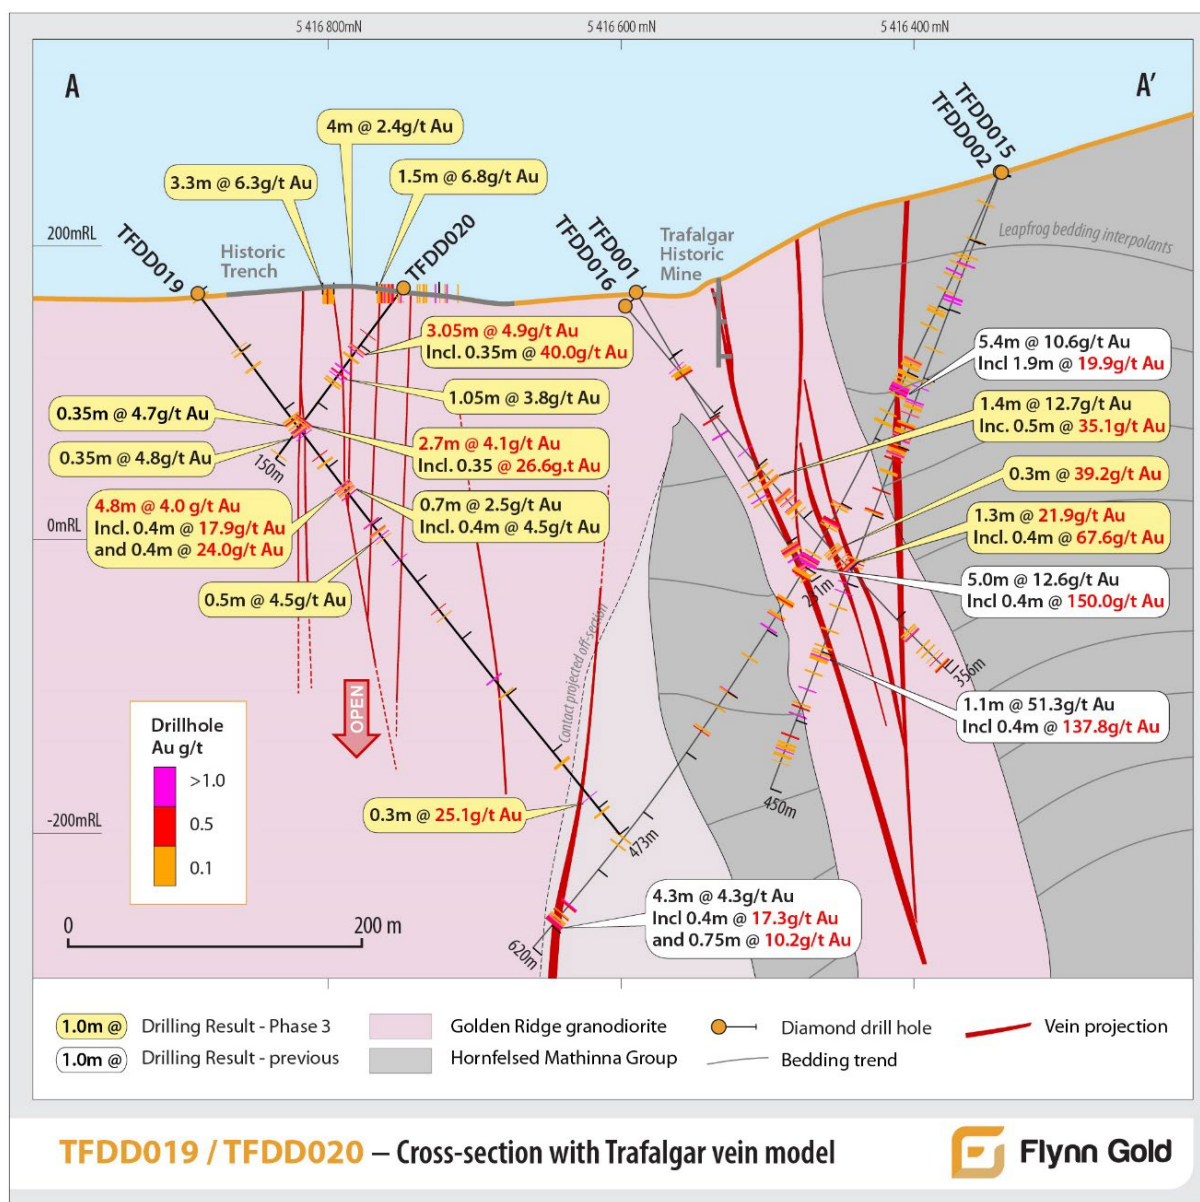 5 416 800mN
5 416 600 mN
5 416 400 mN
A
A'
4m @ 2.4g/t Au
3.3m @ 6.3g/t Au
1.5m @ 6.8g/t Au
TFDD015
TFDD002
200mRL
TFDD019
Historic
Trench
TFDD020
TFD001
TFDD016
Trafalgar
Historic
Mine
Leapfrog bedding interpolants
3.05m @ 4.9g/t Au
Incl. 0.35m @ 40.0g/t Au
5.4m @ 10.6g/t Au
Incl 1.9m @ 19.9g/t Au
1.05m @ 3.8g/t Au
0.35m @ 4.7g/t Au
1.4m @ 12.7g/t Au
Inc. 0.5m @ 35.1g/t Au
0.35m @ 4.8g/t Au
150m
2.7m @ 4.1g/t Au
Incl. 0.35 @ 26.6g.t Au
0.3m @ 39.2g/t Au
4.8m @ 4.0 g/t Au
Incl. 0.4m @ 17.9g/t Au
and 0.4m @ 24.0g/t Au
0.7m @ 2.5g/t Au
Incl. 0.4m @ 4.5g/t Au
1.3m @ 21.9g/t Au
Incl. 0.4m @ 67.6g/t Au
0mRL
0.5m @ 4.5g/t Au
5.0m @ 12.6g/t Au
Incl 0.4m @ 150.0g/t Au
231m
356m
Contact projected off-section
OPEN
1.1m @ 51.3g/t Au
Incl 0.4m @ 137.8g/t Au
Drillhole
Au g/t
>1.0
0.5
0.1
450m
0.3m @ 25.1g/t Au
-200mRL
473m
4.3m @ 4.3g/t Au
Incl 0.4m @ 17.3g/t Au
and 0.75m @ 10.2g/t Au
620m
0
200 m
1.0m @
Drilling Result - Phase 3
Golden Ridge granodiorite
Diamond drill hole
Vein projection
1.0m @
Drilling Result - previous
Hornfelsed Mathinna Group
Bedding trend
TFDD019 / TFDD020 – Cross-section with Trafalgar vein model
Flynn Gold